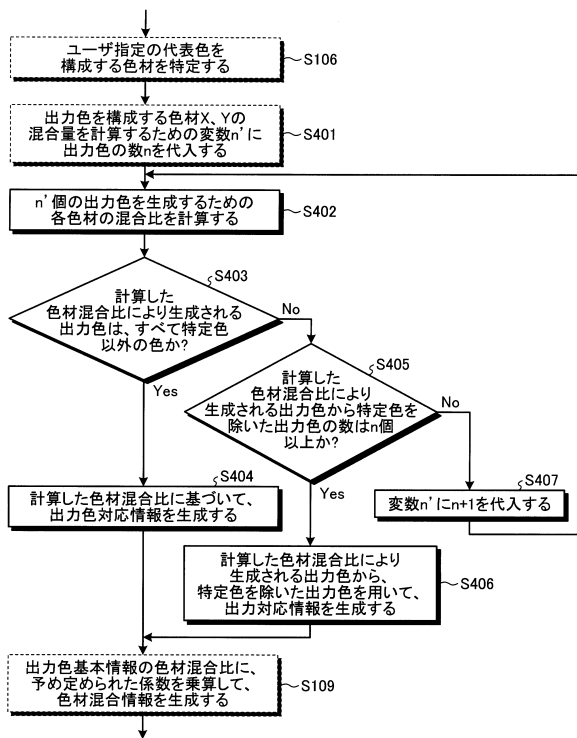 ユーザ指定の代表色を
構成する色材を特定する
S106
出力色を構成する色材X、Yの
混合量を計算するための変数n'に
出力色の数nを代入する
S401
n'個の出力色を生成するための
各色材の混合比を計算する
S402
S403
計算した
色材混合比により生成される
出力色は、すべて特定色
以外の色か?
No
Yes
S405
計算した
色材混合比により
生成される出力色から特定色を
除いた出力色の数はn個
以上か?
No
Yes
S404
計算した色材混合比に基づいて、
出力色対応情報を生成する
S407
変数n'にn+1を代入する
計算した色材混合比により
生成される出力色から、
特定色を除いた出力色を用いて、
出力対応情報を生成する
S406
出力色基本情報の色材混合比に、
予め定められた係数を乗算して、
色材混合情報を生成する
S109